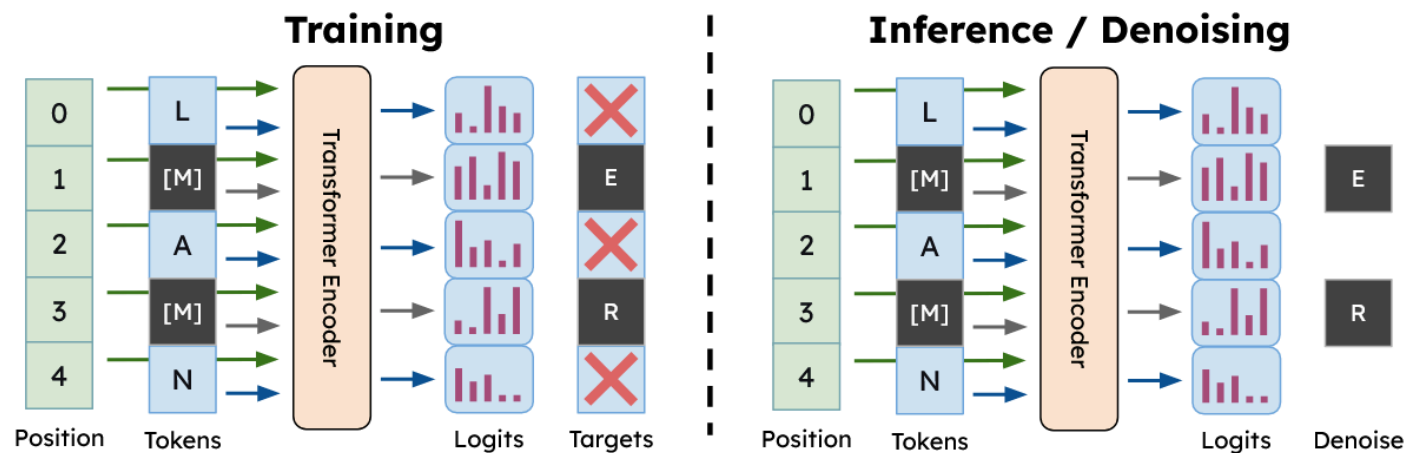 Training
0
L
1
[M]
E
2
A
3
[M]
R
4
N
Transformer Encoder
Position
Tokens
Logits
Targets
Inference / Denoising
0
L
1
[M]
E
2
A
3
[M]
R
4
N
Transformer Encoder
Position
Tokens
Logits
Denoise